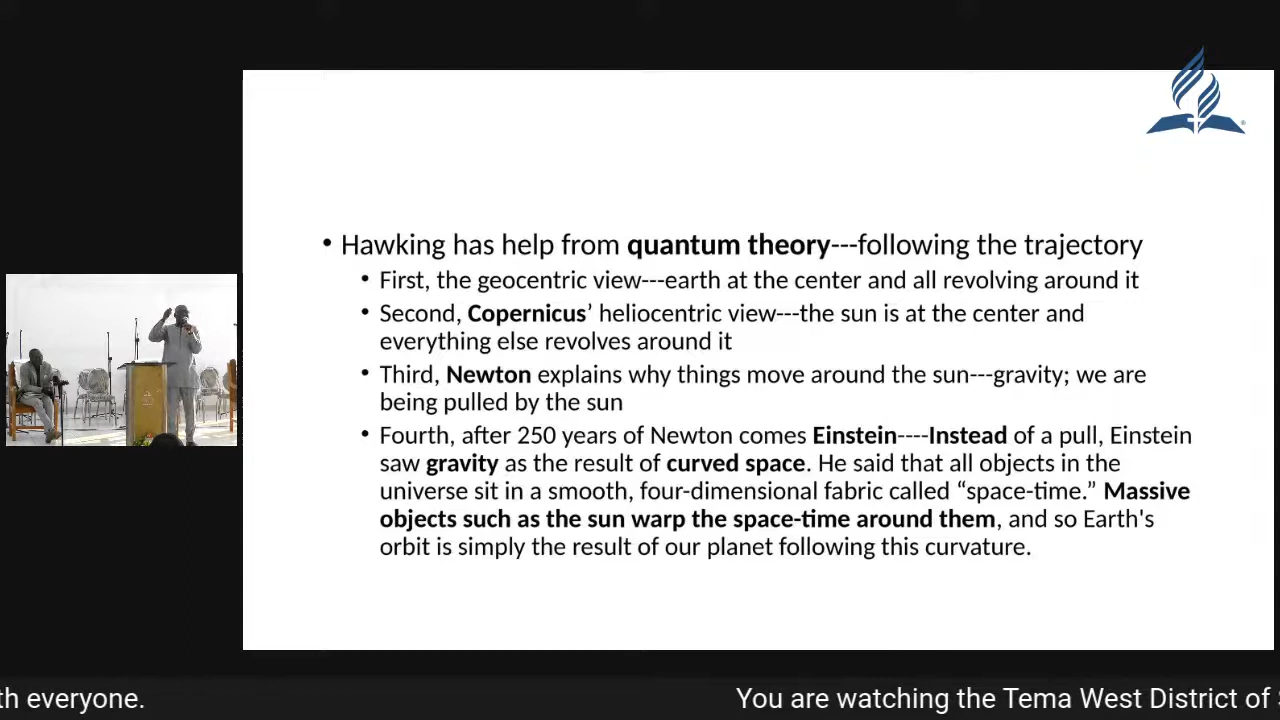 • Hawking has help from quantum theory---following the trajectory
• First, the geocentric view---earth at the center and all revolving around it
• Second, Copernicus’ heliocentric view---the sun is at the center and
everything else revolves around it
• Third, Newton explains why things move around the sun---gravity; we are
being pulled by the sun
• Fourth, after 250 years of Newton comes Einstein----Instead of a pull, Einstein
saw gravity as the result of curved space. He said that all objects in the
universe sit in a smooth, four-dimensional fabric called “space-time.” Massive
objects such as the sun warp the space-time around them, and so Earth's
orbit is simply the result of our planet following this curvature.
th everyone.
You are watching the Tema West District of